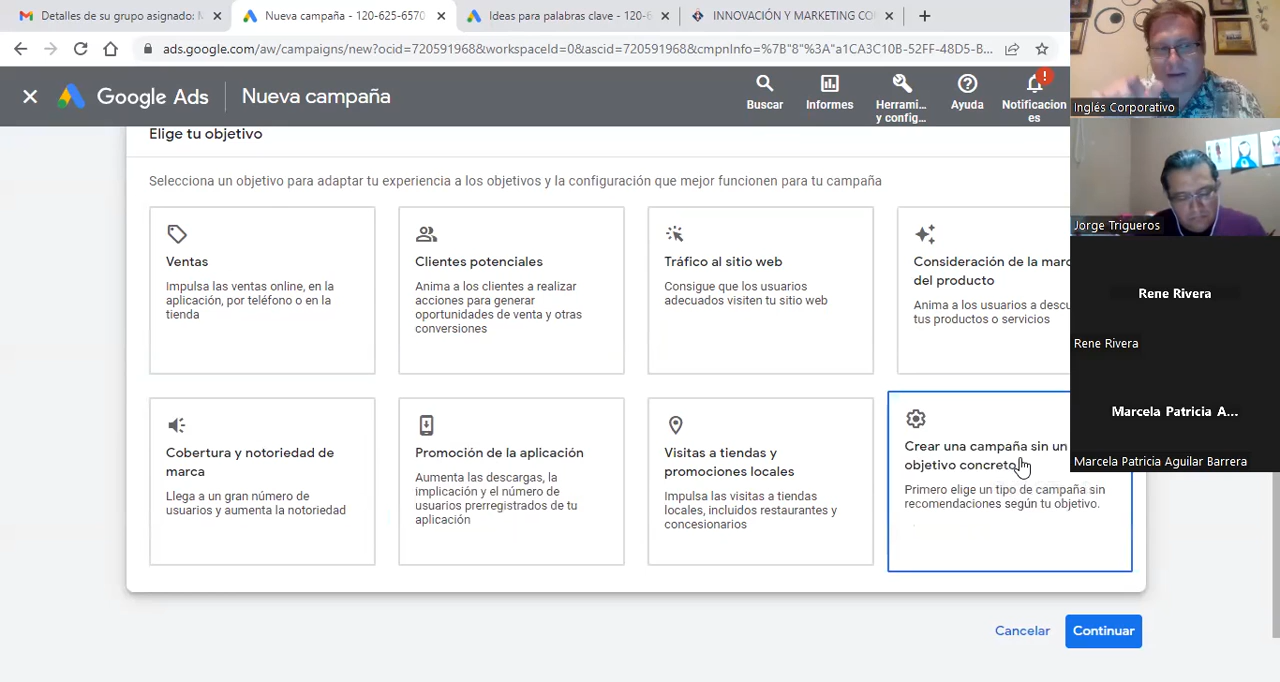 Detalles de su grupo asignado: M
Nueva campaña - 120-625-6570
Ideas para palabras clave - 120-6
INNOVACIÓN Y MARKETING CO
ads.google.com/aw/campaigns/new?ocid=720591968&workspaceId=0&ascid=720591968&cmpnInfo=%7B"8"%3A"a1CA3C10B-52FF-48D5-B...
Google Ads
Nueva campaña
Buscar
Informes
Herrami...
y config...
Ayuda
Notificacion
es
Elige tu objetivo
Selecciona un objetivo para adaptar tu experiencia a los objetivos y la configuración que mejor funcionen para tu campaña
Ventas
Impulsa las ventas online, en la
aplicación, por teléfono o en la
tienda
Clientes potenciales
Anima a los clientes a realizar
acciones para generar
oportunidades de venta y otras
conversiones
Tráfico al sitio web
Consigue que los usuarios
adecuados visiten tu sitio web
Consideración de la marc
del producto
Anima a los usuarios a descu
tus productos o servicios
Cobertura y notoriedad de
marca
Llega a un gran número de
usuarios y aumenta la notoriedad
Promoción de la aplicación
Aumenta las descargas, la
implicación y el número de
usuarios prerregistrados de tu
aplicación
Visitas a tiendas y
promociones locales
Impulsa las visitas a tiendas
locales, incluidos restaurantes y
concesionarios
Crear una campaña sin un
objetivo concreto
Primero elige un tipo de campaña sin
recomendaciones según tu objetivo.
Cancelar
Continuar
Inglés Corporativo
Jorge Trigueros
Rene Rivera
Rene Rivera
Marcela Patricia A...
Marcela Patricia Aguilar Barrera